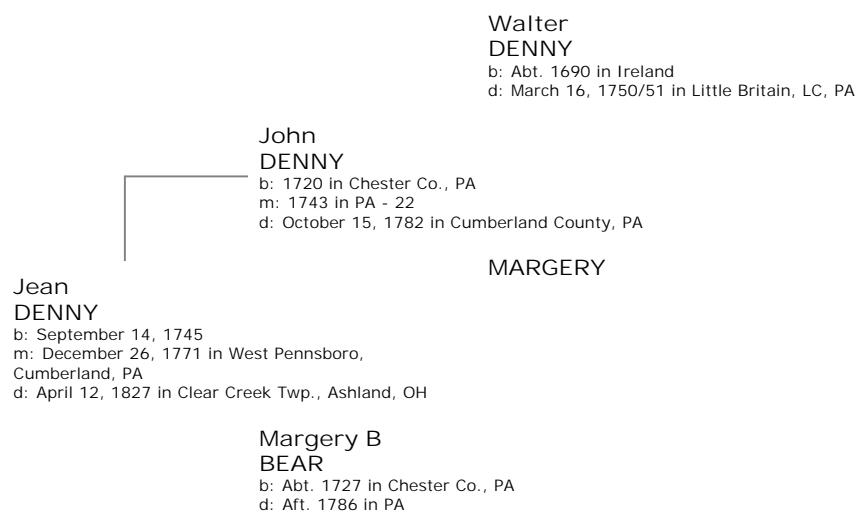 Walter
DENNY
b: Abt. 1690 in Ireland
d: March 16, 1750/51 in Little Britain, LC, PA
John
DENNY
b: 1720 in Chester Co., PA
m: 1743 in PA - 22
d: October 15, 1782 in Cumberland County, PA
MARGERY
Jean
DENNY
b: September 14, 1745
m: December 26, 1771 in West Pennsboro,
Cumberland, PA
d: April 12, 1827 in Clear Creek Twp., Ashland, OH
Margery B
BEAR
b: Abt. 1727 in Chester Co., PA
d: Aft. 1786 in PA